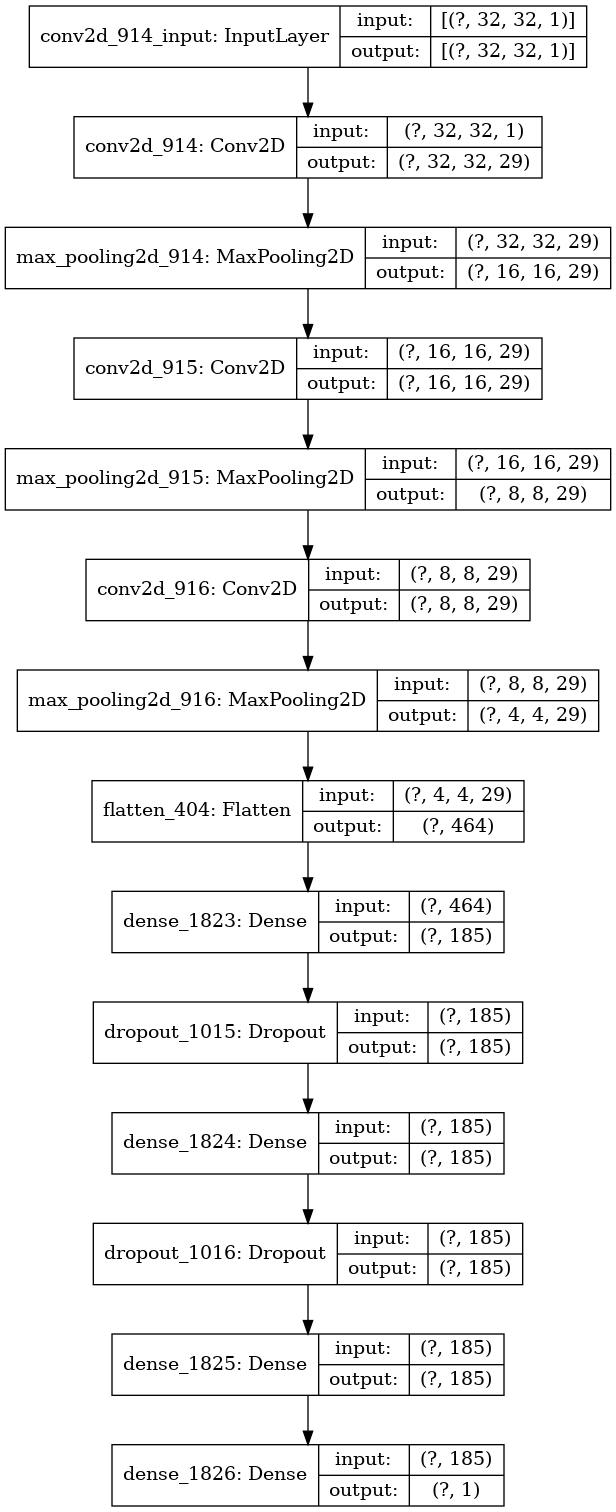 conv2d_914_input: InputLayer
input: [(?, 32, 32, 1)]
output: [(?, 32, 32, 1)]
conv2d_914: Conv2D
input: (?, 32, 32, 1)
output: (?, 32, 32, 29)
max_pooling2d_914: MaxPooling2D
input: (?, 32, 32, 29)
output: (?, 16, 16, 29)
conv2d_915: Conv2D
input: (?, 16, 16, 29)
output: (?, 16, 16, 29)
max_pooling2d_915: MaxPooling2D
input: (?, 16, 16, 29)
output: (?, 8, 8, 29)
conv2d_916: Conv2D
input: (?, 8, 8, 29)
output: (?, 8, 8, 29)
max_pooling2d_916: MaxPooling2D
input: (?, 8, 8, 29)
output: (?, 4, 4, 29)
flatten_404: Flatten
input: (?, 4, 4, 29)
output: (?, 464)
dense_1823: Dense
input: (?, 464)
output: (?, 185)
dropout_1015: Dropout
input: (?, 185)
output: (?, 185)
dense_1824: Dense
input: (?, 185)
output: (?, 185)
dropout_1016: Dropout
input: (?, 185)
output: (?, 185)
dense_1825: Dense
input: (?, 185)
output: (?, 185)
dense_1826: Dense
input: (?, 185)
output: (?, 1)